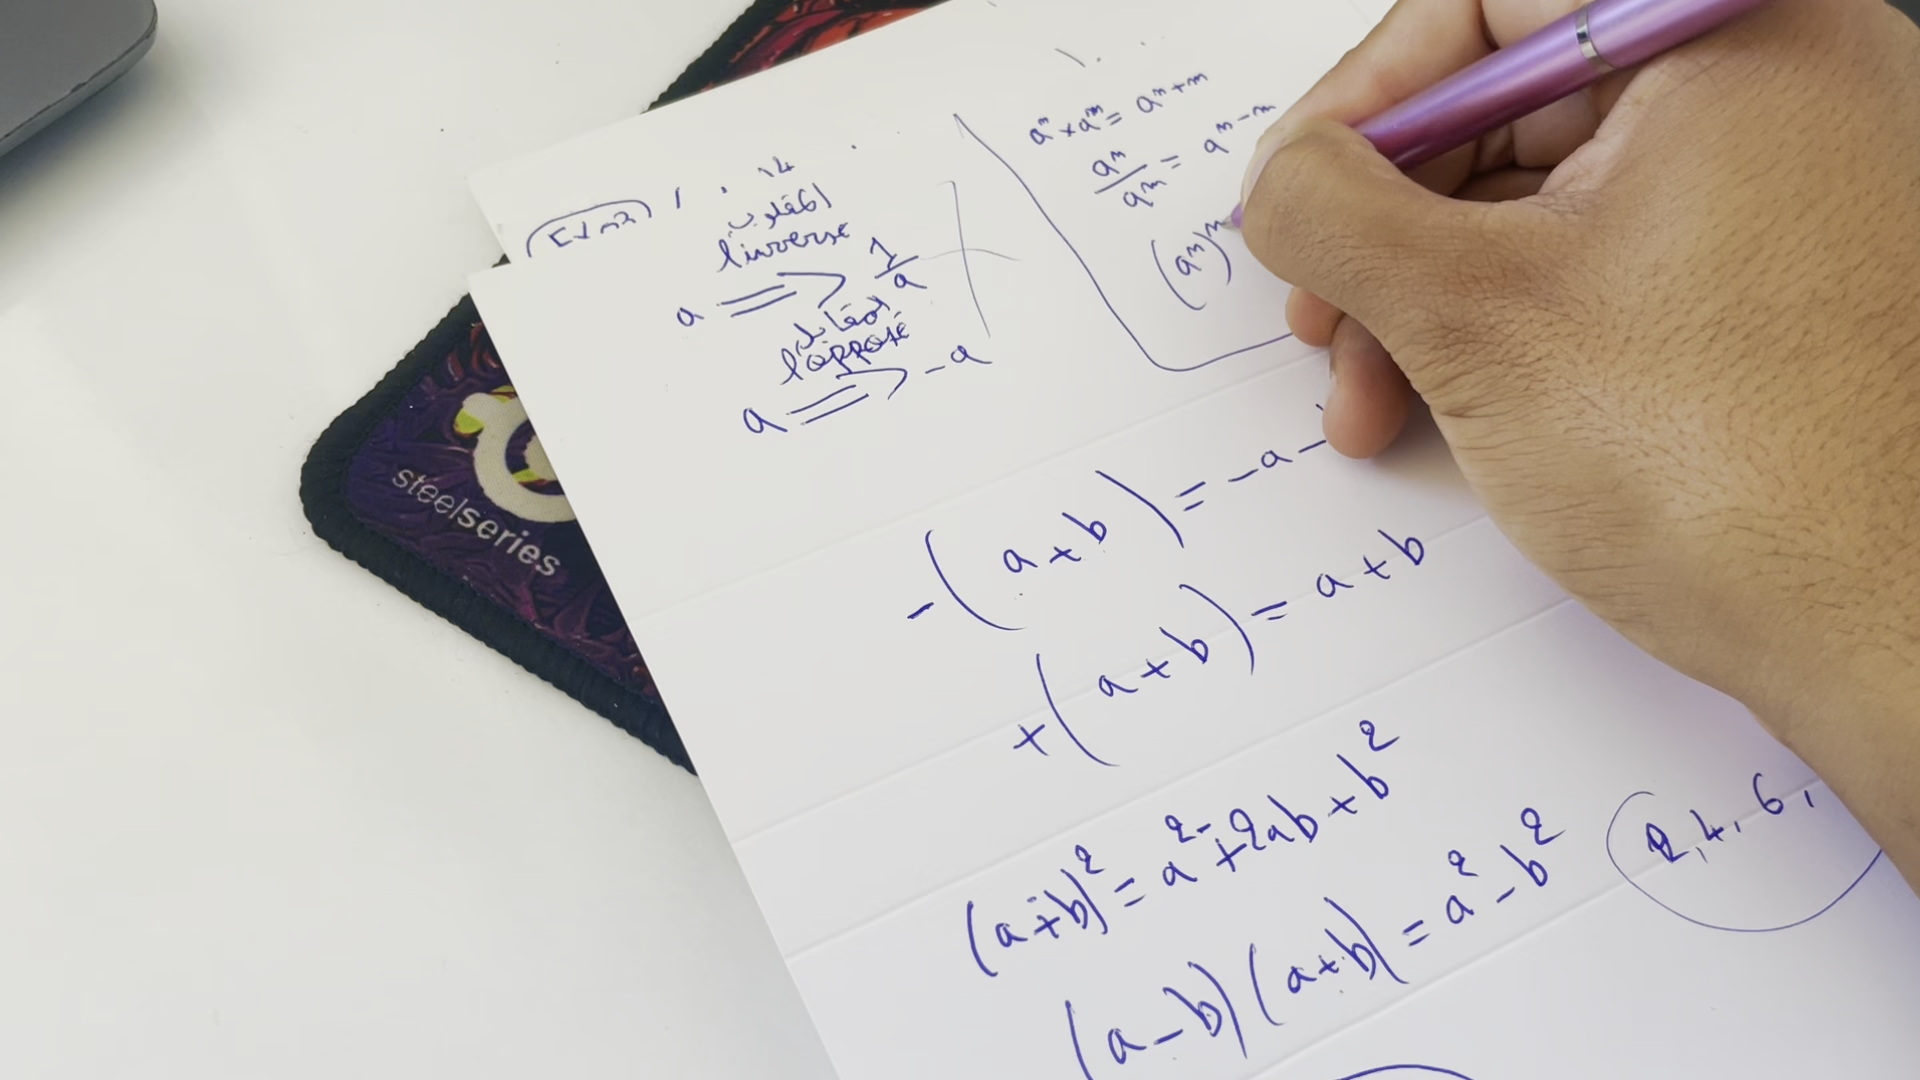 المقلوب
l'inverse
a ⟹ 1/a
المقابل
l'opposé
a ⟹ -a
aⁿ × aᵐ = aⁿ⁺ᵐ
aⁿ/aᵐ = aⁿ⁻ᵐ
(aⁿ)ᵐ
-(a+b) = -a-
+(a+b) = a+b
(a+b)² = a²+2ab+b²
(a-b)(a+b) = a²-b²
2,4,6,
steelseries